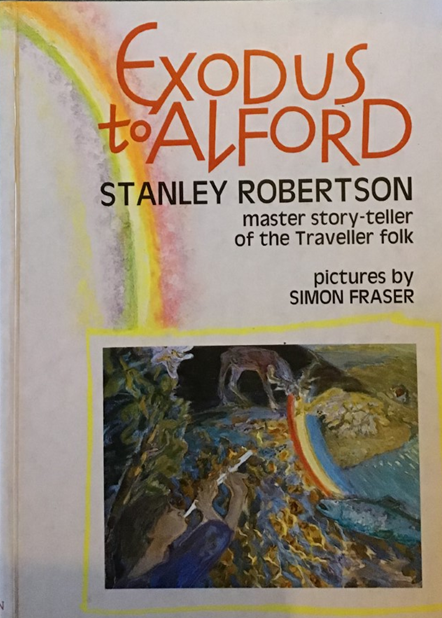 EXODUS
to ALFORD
STANLEY ROBERTSON
master story-teller
of the Traveller folk
pictures by
SIMON FRASER